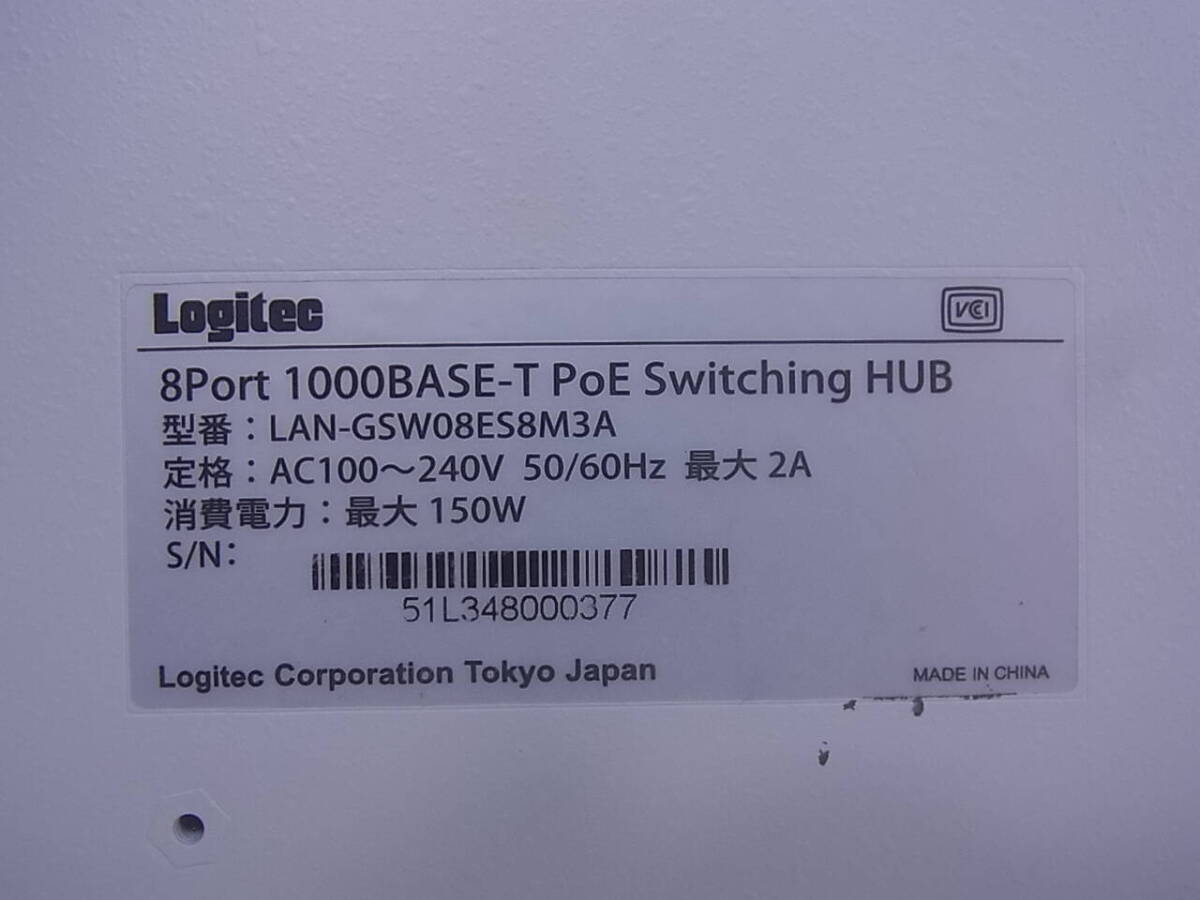 Logitec
VCCI
8Port 1000BASE-T PoE Switching HUB
型番：LAN-GSW08ES8M3A
定格：AC100～240V 50/60Hz 最大 2A
消費電力：最大 150W
S/N:
51L348000377
Logitec Corporation Tokyo Japan
MADE IN CHINA